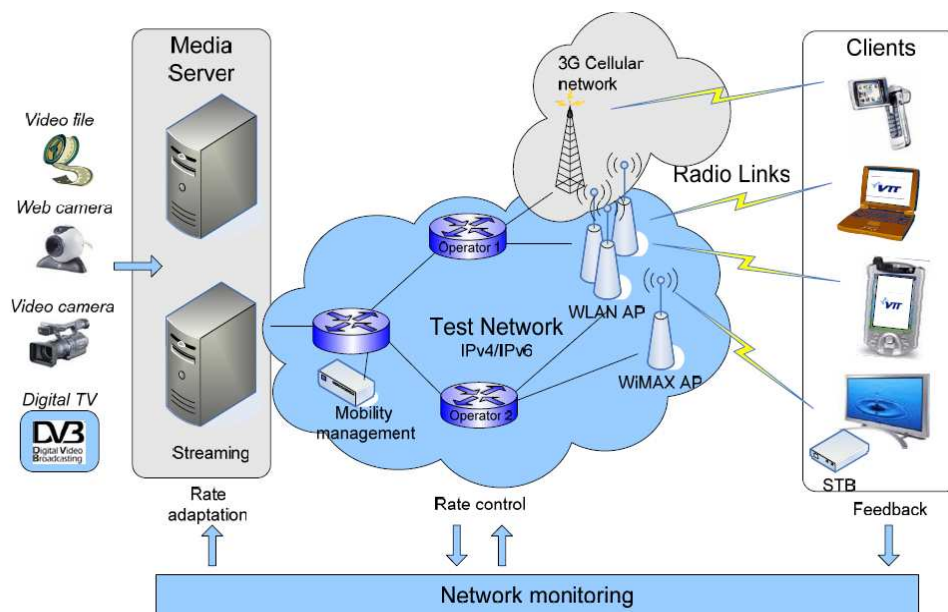 Media
Server
Video file
Web camera
Video camera
Digital TV
DVB
Digital Video
Broadcasting
Streaming
3G Cellular
network
Radio Links
Operator 1
WLAN AP
Test Network
IPv4/IPv6
WiMAX AP
Mobility
management
Operator 2
Clients
VTT
VTT
STB
Rate
adaptation
Rate control
Feedback
Network monitoring